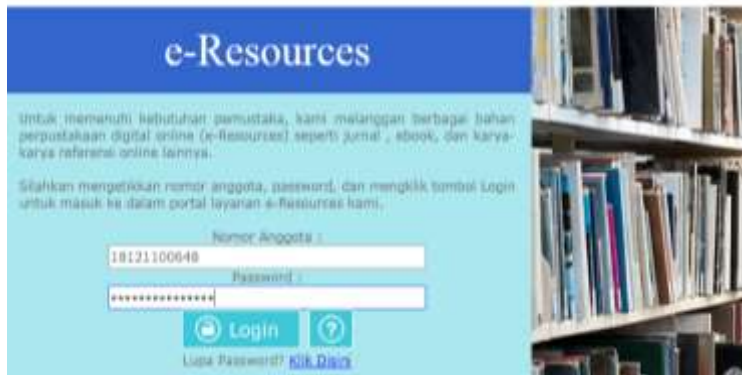 e-Resources
Untuk memenuhi kebutuhan pemustaka, kami melanggan berbagai bahan
perpustakaan digital online (e-Resources) seperti jurnal , ebook, dan karya-
karya referensi online lainnya.
Silahkan mengetikkan nomor anggota, password, dan mengklik tombol Login
untuk masuk ke dalam portal layanan e-Resources kami.
Nomor Anggota :
18121100648
Password :
***************
Login ?
Lupa Password? Klik Disini